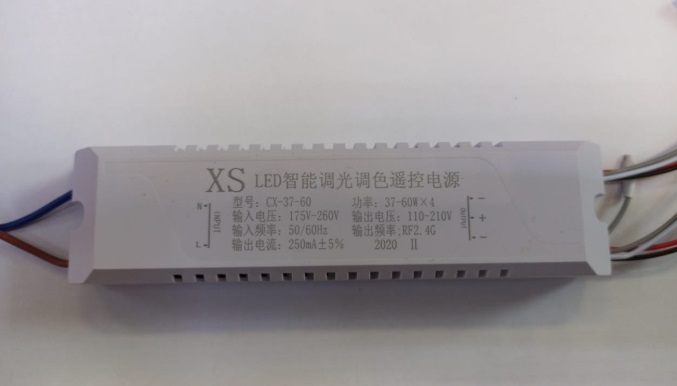 XS LED智能调光调色遥控电源
型号: CX-37-60 功率: 37-60W×4
输入电压: 175V-260V 输出电压: 110-210V
输入频率: 50/60Hz 输出频率: RF2.4G
输出电流: 250mA±5% 2020 II
N
INPUT
L
OUTPUT
−
+
−